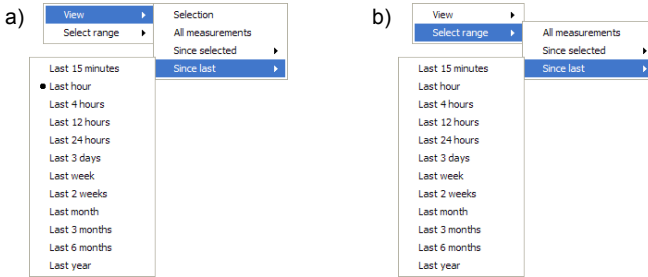 a)
View
Select range
Selection
All measurements
Since selected
Since last
Last 15 minutes
Last hour
Last 4 hours
Last 12 hours
Last 24 hours
Last 3 days
Last week
Last 2 weeks
Last month
Last 3 months
Last 6 months
Last year
b)
View
Select range
All measurements
Since selected
Since last
Last 15 minutes
Last hour
Last 4 hours
Last 12 hours
Last 24 hours
Last 3 days
Last week
Last 2 weeks
Last month
Last 3 months
Last 6 months
Last year